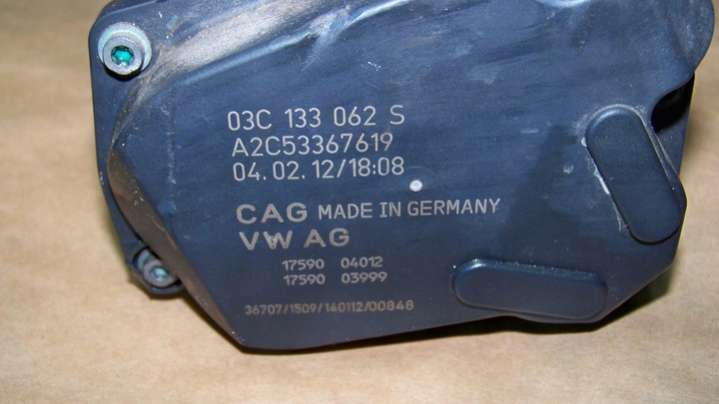 03C 133 062 S
A2C53367619
04.02.12/18:08
CAG MADE IN GERMANY
VW AG
17590 04012
17590 03999
36707/1509/140112/00848